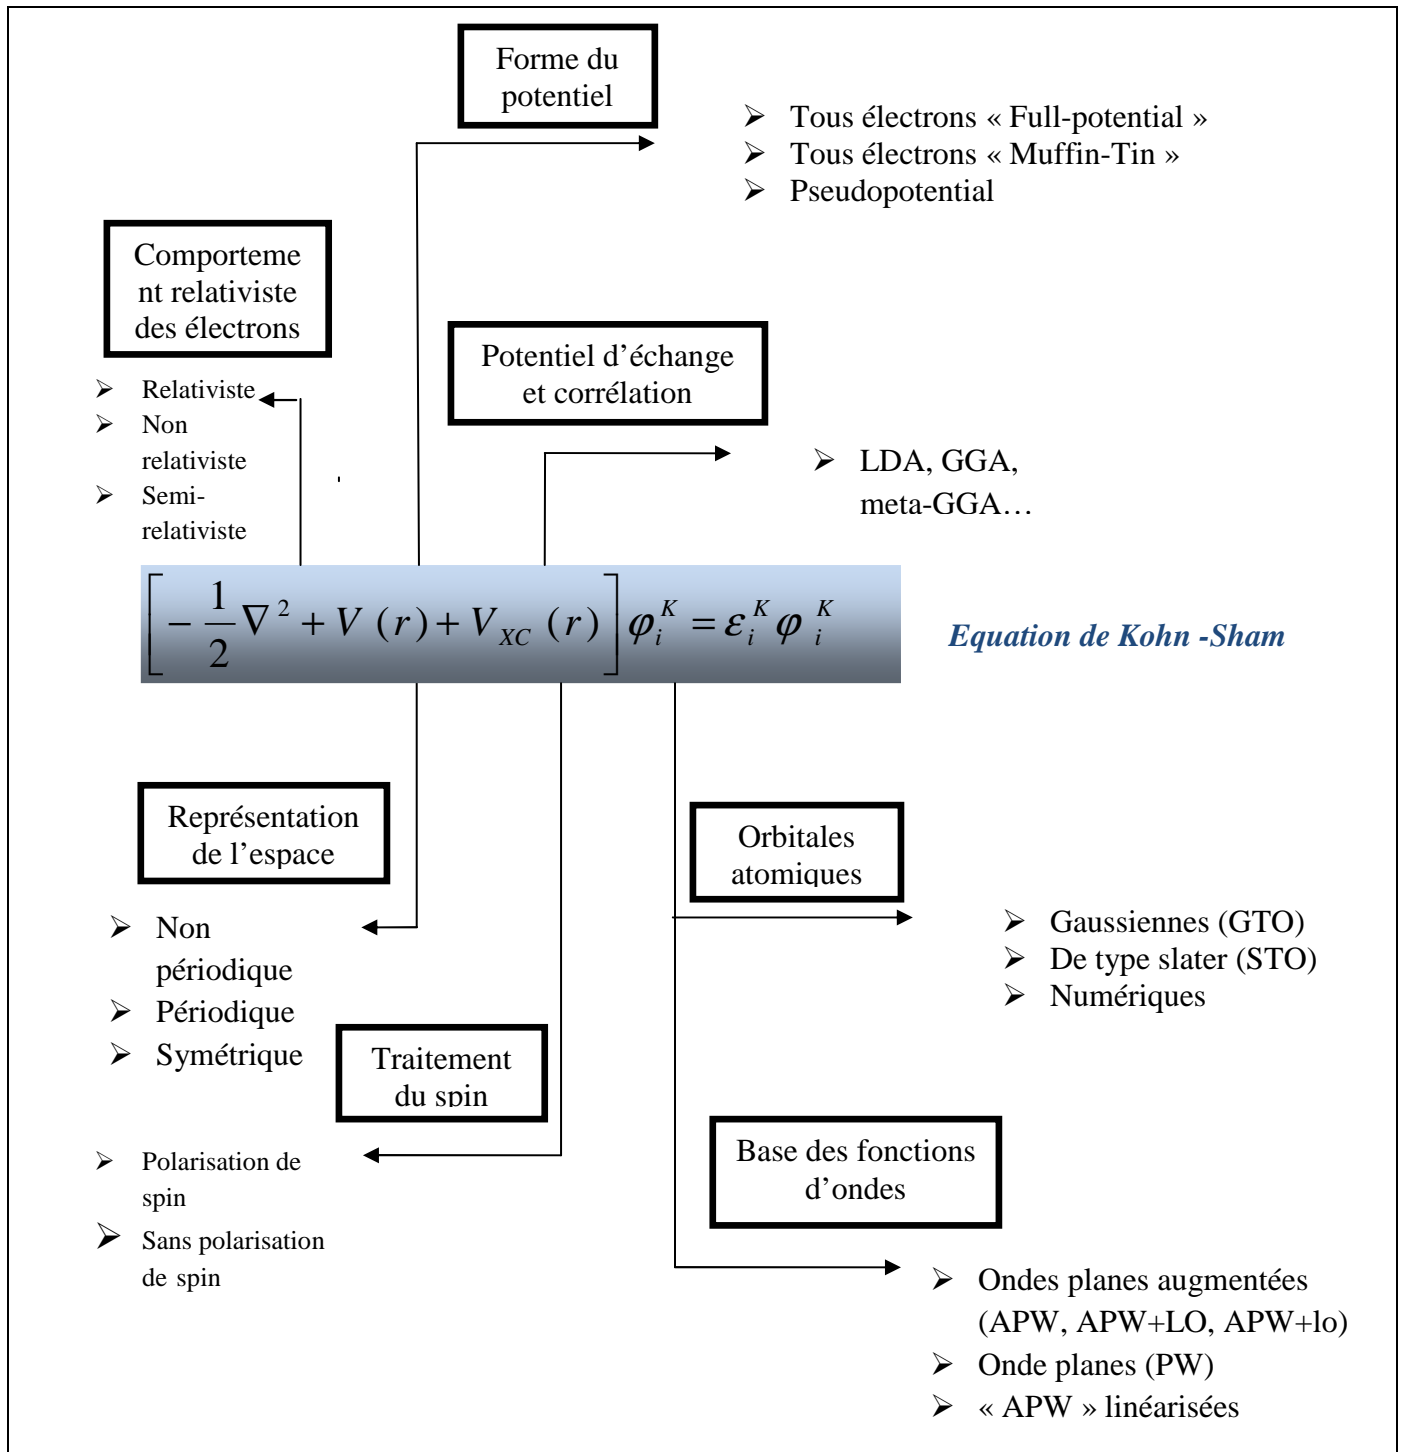 Forme du
potentiel
➢ Tous électrons « Full-potential »
➢ Tous électrons « Muffin-Tin »
➢ Pseudopotential
Comporteme
nt relativiste
des électrons
➢ Relativiste
➢ Non
relativiste
➢ Semi-
relativiste
Potentiel d’échange
et corrélation
➢ LDA, GGA,
meta-GGA…
[ - 1/2 ∇² + V (r) + V_XC (r) ] φ_i^K = ε_i^K φ_i^K
Equation de Kohn -Sham
Représentation
de l’espace
➢ Non
périodique
➢ Périodique
➢ Symétrique
Orbitales
atomiques
➢ Gaussiennes (GTO)
➢ De type slater (STO)
➢ Numériques
Traitement
du spin
➢ Polarisation de
spin
➢ Sans polarisation
de spin
Base des fonctions
d’ondes
➢ Ondes planes augmentées
(APW, APW+LO, APW+lo)
➢ Onde planes (PW)
➢ « APW » linéarisées